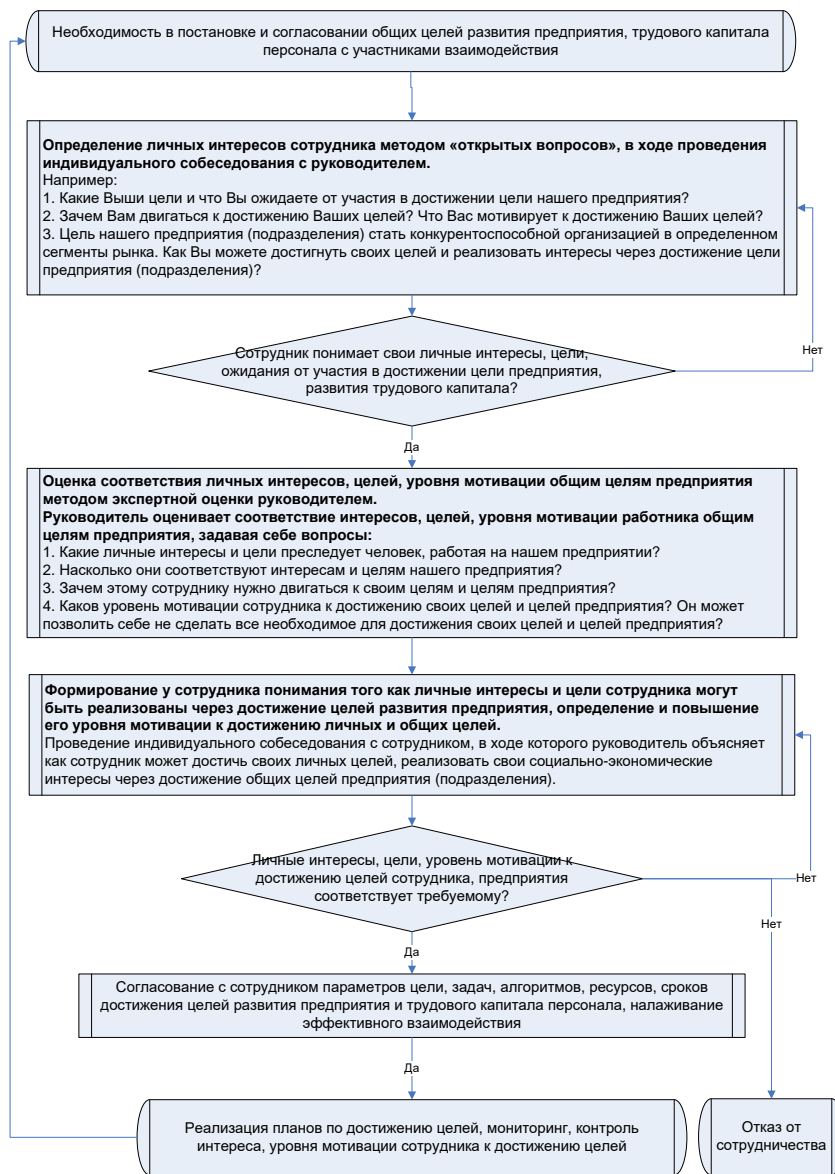 Необходимость в постановке и согласовании общих целей развития предприятия, трудового капитала
персонала с участниками взаимодействия
Определение личных интересов сотрудника методом «открытых вопросов», в ходе проведения
индивидуального собеседования с руководителем.
Например:
1. Какие Выши цели и что Вы ожидаете от участия в достижении цели нашего предприятия?
2. Зачем Вам двигаться к достижению Ваших целей? Что Вас мотивирует к достижению Ваших целей?
3. Цель нашего предприятия (подразделения) стать конкурентоспособной организацией в определенном
сегменты рынка. Как Вы можете достигнуть своих целей и реализовать интересы через достижение цели
предприятия (подразделения)?
Нет
Сотрудник понимает свои личные интересы, цели,
ожидания от участия в достижении цели предприятия,
развития трудового капитала?
Да
Оценка соответствия личных интересов, целей, уровня мотивации общим целям предприятия
методом экспертной оценки руководителем.
Руководитель оценивает соответствие интересов, целей, уровня мотивации работника общим
целям предприятия, задавая себе вопросы:
1. Какие личные интересы и цели преследует человек, работая на нашем предприятии?
2. Насколько они соответствуют интересам и целям нашего предприятия?
3. Зачем этому сотруднику нужно двигаться к своим целям и целям предприятия?
4. Каков уровень мотивации сотрудника к достижению своих целей и целей предприятия? Он может
позволить себе не сделать все необходимое для достижения своих целей и целей предприятия?
Формирование у сотрудника понимания того как личные интересы и цели сотрудника могут
быть реализованы через достижение целей развития предприятия, определение и повышение
его уровня мотивации к достижению личных и общих целей.
Проведение индивидуального собеседования с сотрудником, в ходе которого руководитель объясняет
как сотрудник может достичь своих личных целей, реализовать свои социально-экономические
интересы через достижение общих целей предприятия (подразделения).
Личные интересы, цели, уровень мотивации к
достижению целей сотрудника, предприятия
соответствует требуемому?
Нет
Нет
Да
Согласование с сотрудником параметров цели, задач, алгоритмов, ресурсов, сроков
достижения целей развития предприятия и трудового капитала персонала, налаживание
эффективного взаимодействия
Да
Реализация планов по достижению целей, мониторинг, контроль
интереса, уровня мотивации сотрудника к достижению целей
Отказ от
сотрудничества